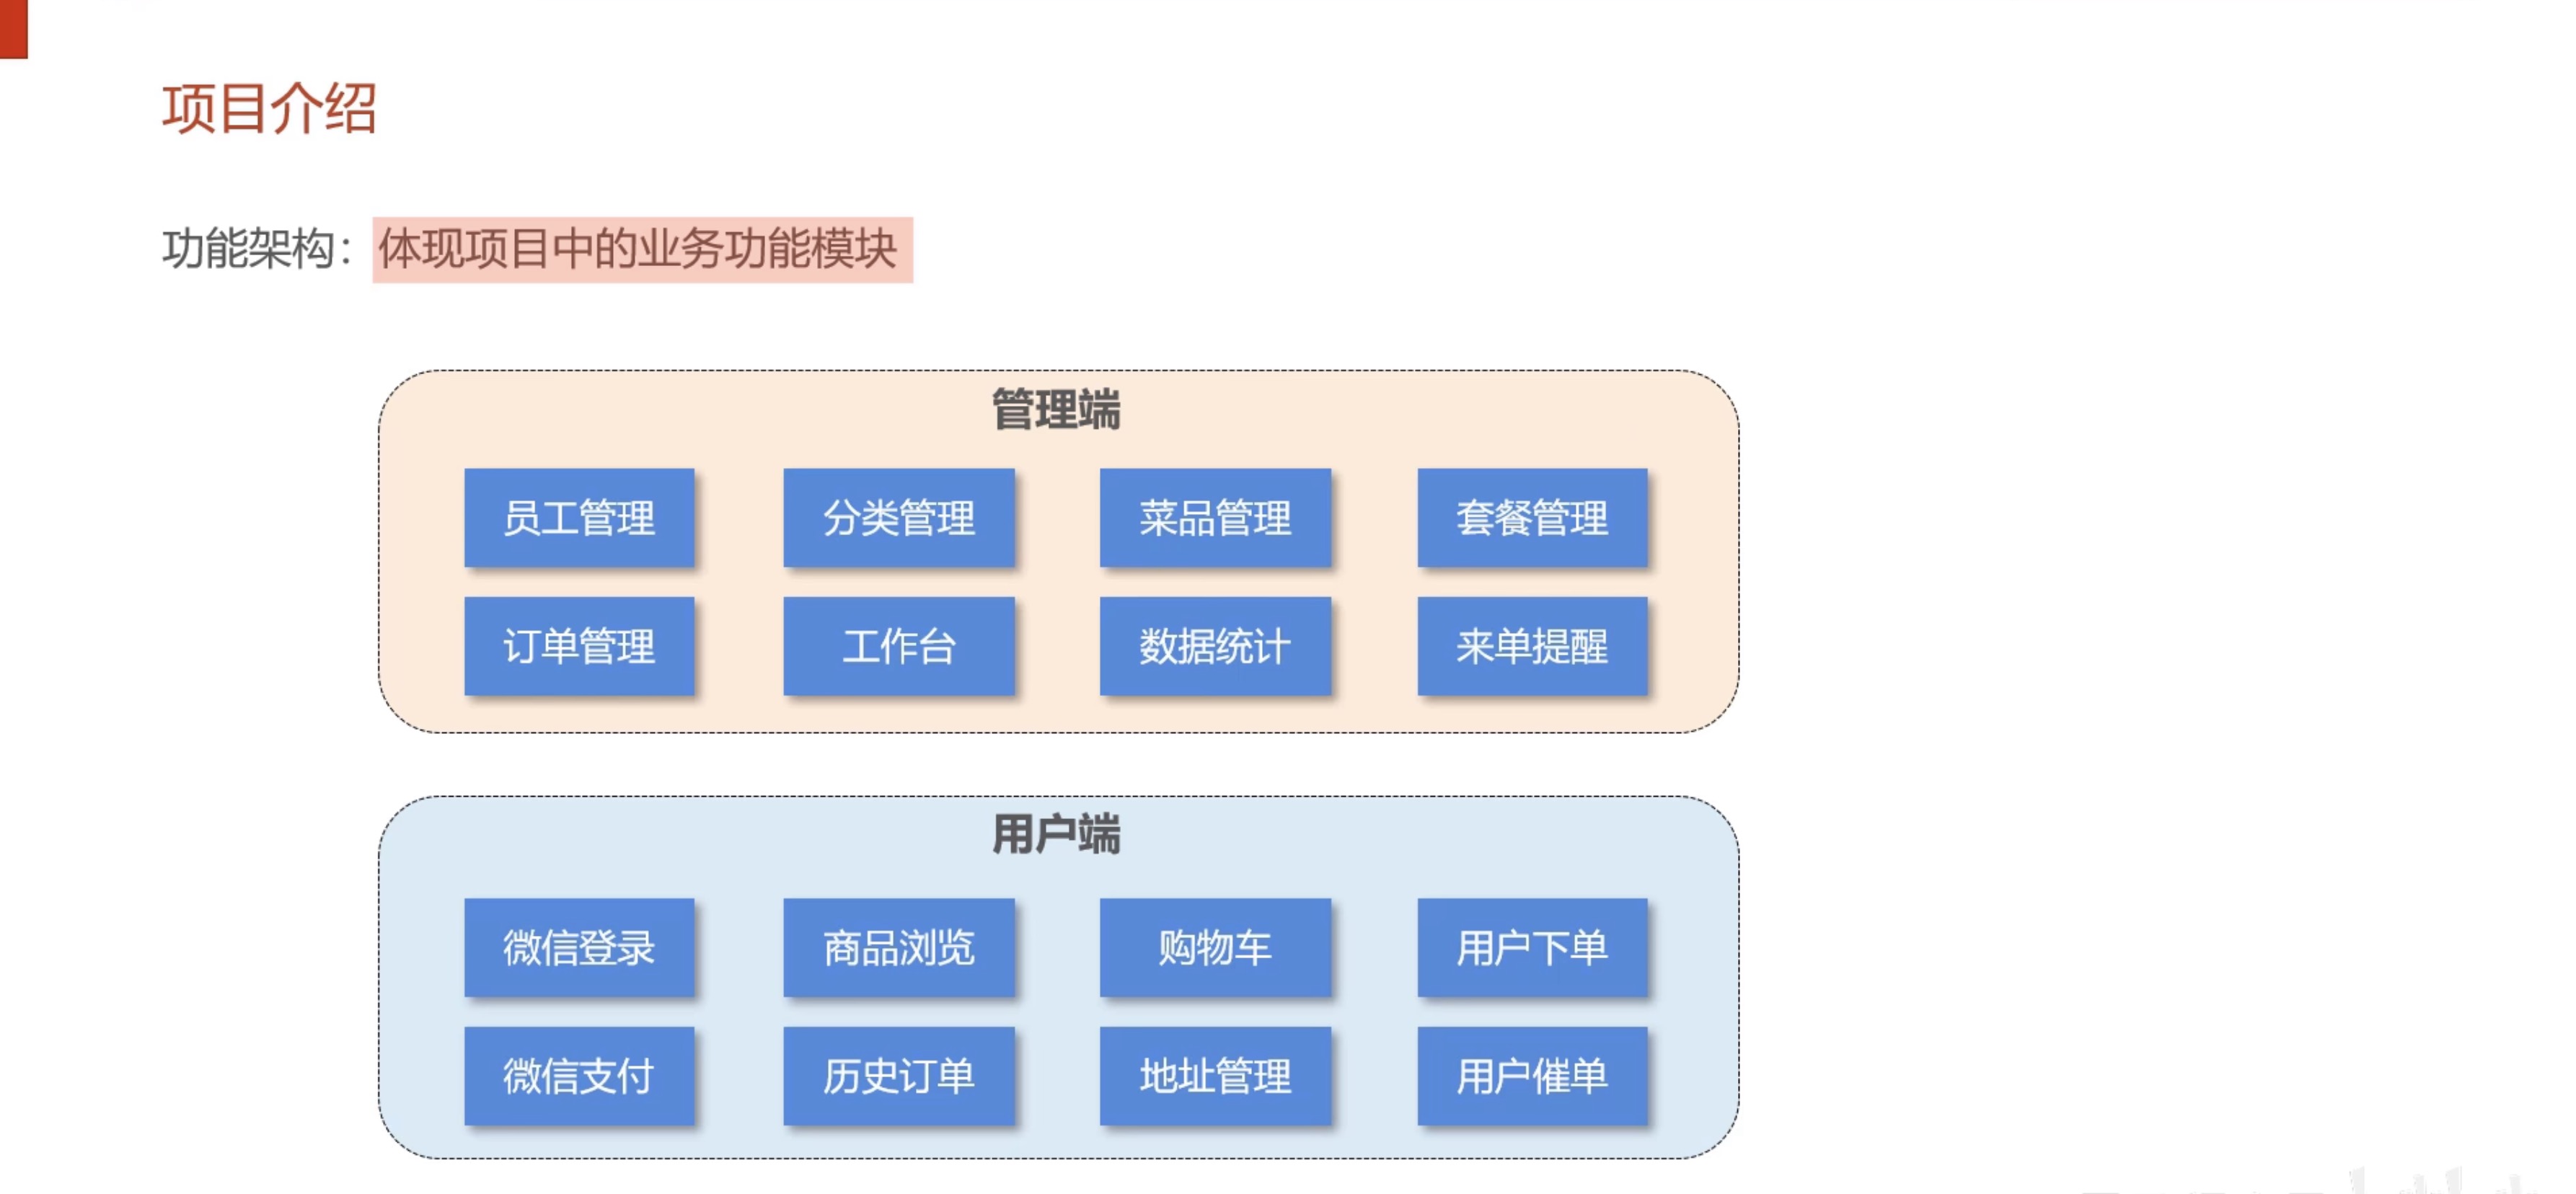 项目介绍
功能架构：体现项目中的业务功能模块
管理端
员工管理 分类管理 菜品管理 套餐管理
订单管理 工作台 数据统计 来单提醒
用户端
微信登录 商品浏览 购物车 用户下单
微信支付 历史订单 地址管理 用户催单